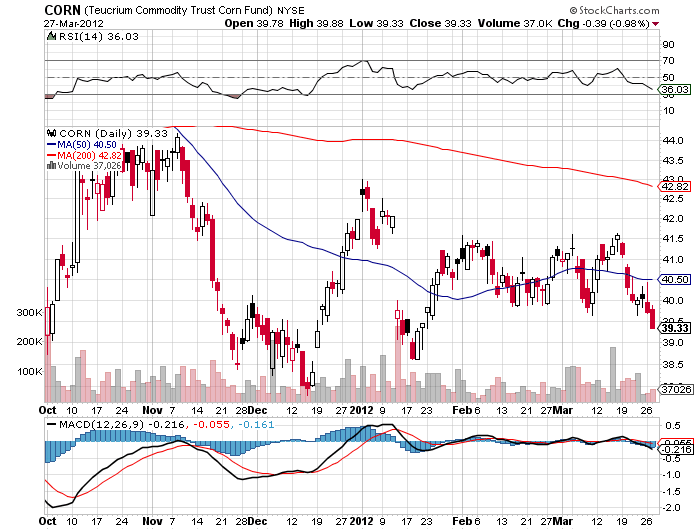 CORN (Teucrium Commodity Trust Corn Fund) NYSE © StockCharts.com
27-Mar-2012 Open 39.78 High 39.88 Low 39.33 Close 39.33 Volume 37.0K Chg -0.39 (-0.98%)
RSI(14) 36.03
90
70
50
36.03
30
10
CORN (Daily) 39.33
MA(50) 40.50
MA(200) 42.82
Volume 37,026
44.0
43.5
43.0
42.82
42.5
42.0
41.5
41.0
40.50
40.0
39.5
39.33
39.0
38.5
300K
200K
100K
37026
Oct 10 17 24 Nov 7 14 21 28 Dec 12 19 27 2012 9 17 23 Feb 6 13 21 27 Mar 12 19 26
MACD(12,26,9) -0.216, -0.055, -0.161
0.5
-0.055
-0.216
-0.5
-1.0
-1.5
-2.0
Oct 10 17 24 Nov 7 14 21 28 Dec 12 19 27 2012 9 17 23 Feb 6 13 21 27 Mar 12 19 26